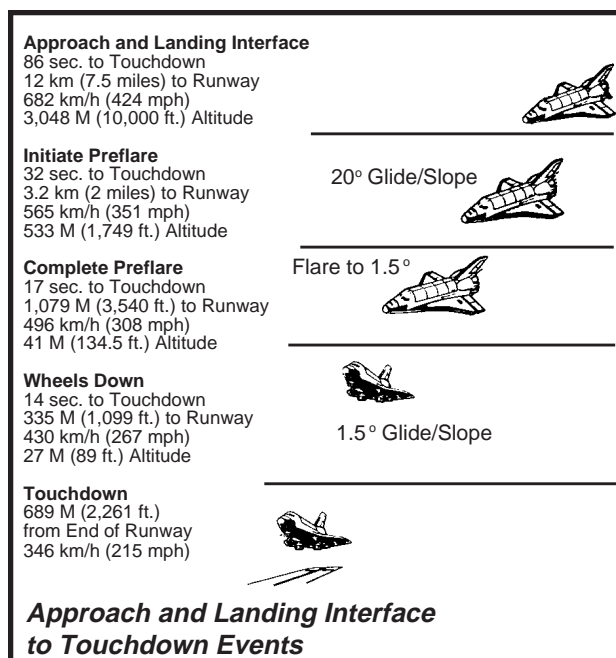 Approach and Landing Interface
86 sec. to Touchdown
12 km (7.5 miles) to Runway
682 km/h (424 mph)
3,048 M (10,000 ft.) Altitude
Initiate Preflare
32 sec. to Touchdown
3.2 km (2 miles) to Runway
565 km/h (351 mph)
533 M (1,749 ft.) Altitude
20° Glide/Slope
Complete Preflare
17 sec. to Touchdown
1,079 M (3,540 ft.) to Runway
496 km/h (308 mph)
41 M (134.5 ft.) Altitude
Flare to 1.5°
Wheels Down
14 sec. to Touchdown
335 M (1,099 ft.) to Runway
430 km/h (267 mph)
27 M (89 ft.) Altitude
1.5° Glide/Slope
Touchdown
689 M (2,261 ft.)
from End of Runway
346 km/h (215 mph)
Approach and Landing Interface
to Touchdown Events